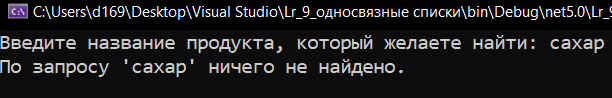 C:\Users\d169\Desktop\Visual Studio\Lr_9_односвязные списки\bin\Debug\net5.0\Lr_9
Введите название продукта, который желаете найти: сахар
По запросу 'сахар' ничего не найдено.